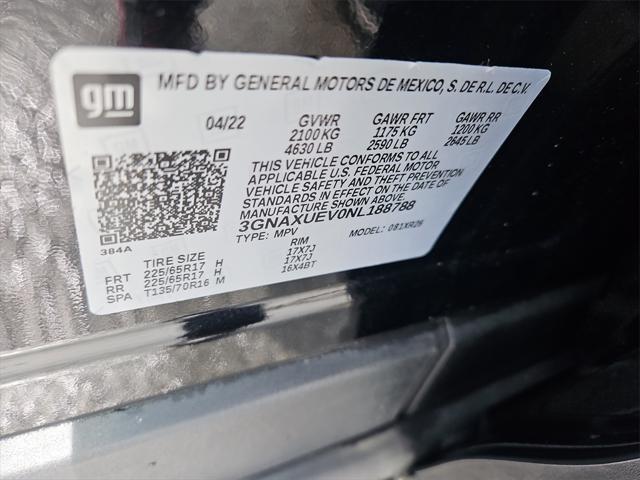 gm
MFD BY GENERAL MOTORS DE MEXICO, S. DE R.L. DE C.V.
04/22 GVWR GAWR FRT GAWR RR
2100 KG 1175 KG 1200 KG
4630 LB 2590 LB 2645 LB
THIS VEHICLE CONFORMS TO ALL
APPLICABLE U.S. FEDERAL MOTOR
VEHICLE SAFETY AND THEFT PREVENTION
STANDARDS IN EFFECT ON THE DATE OF
MANUFACTURE SHOWN ABOVE.
3GNAXUEV0NL188788
TYPE: MPV 081XR26
384A
TIRE SIZE RIM
FRT 225/65R17 H 17X7J
RR 225/65R17 H 17X7J
SPA T135/70R16 M 16X4BT